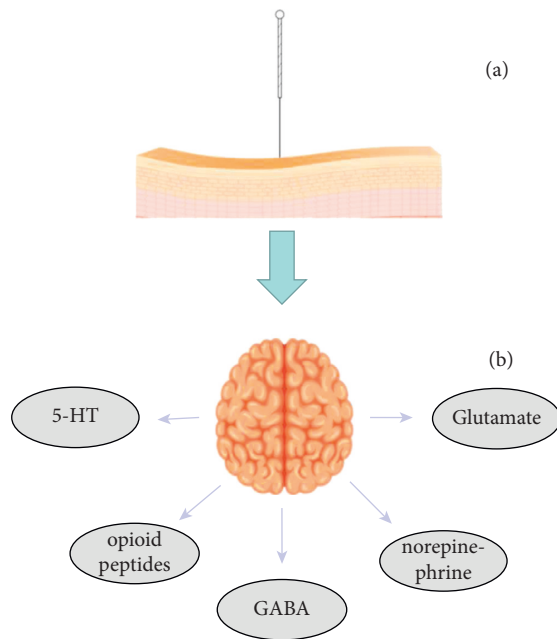 (a)
(b)
5-HT
Glutamate
opioid
peptides
norepine-
phrine
GABA